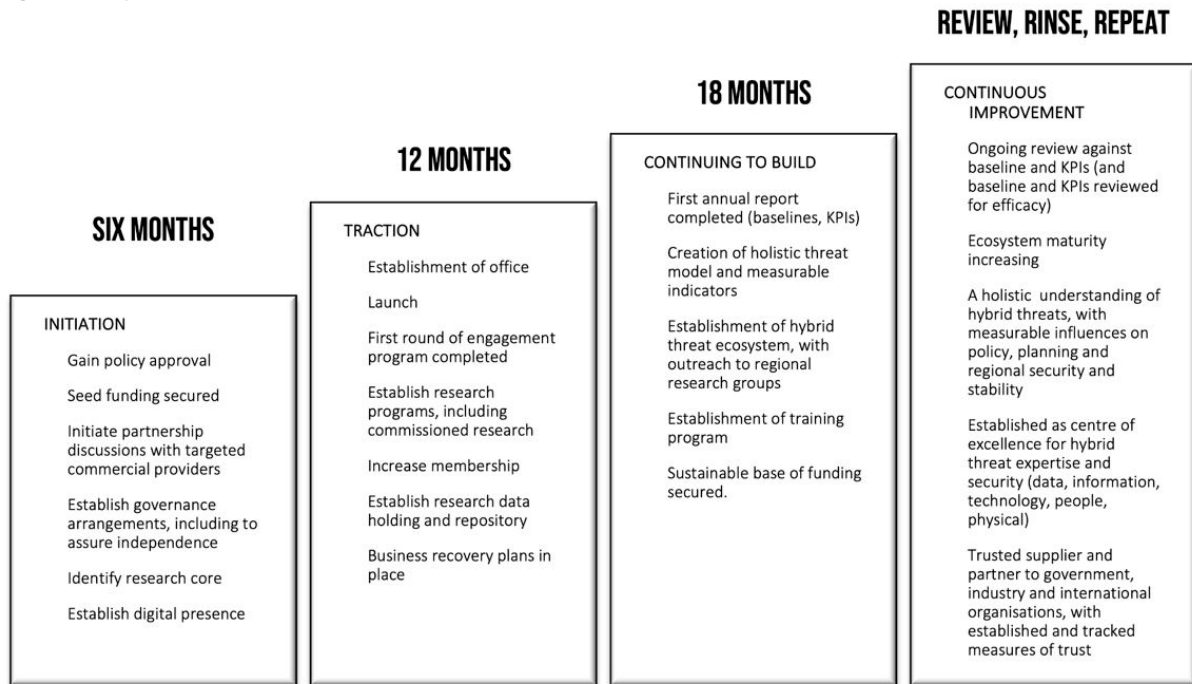 SIX MONTHS
INITIATION
Gain policy approval
Seed funding secured
Initiate partnership
discussions with targeted
commercial providers
Establish governance
arrangements, including to
assure independence
Identify research core
Establish digital presence
12 MONTHS
TRACTION
Establishment of office
Launch
First round of engagement
program completed
Establish research
programs, including
commissioned research
Increase membership
Establish research data
holding and repository
Business recovery plans in
place
18 MONTHS
CONTINUING TO BUILD
First annual report
completed (baselines, KPIs)
Creation of holistic threat
model and measurable
indicators
Establishment of hybrid
threat ecosystem, with
outreach to regional
research groups
Establishment of training
program
Sustainable base of funding
secured.
REVIEW, RINSE, REPEAT
CONTINUOUS
IMPROVEMENT
Ongoing review against
baseline and KPIs (and
baseline and KPIs reviewed
for efficacy)
Ecosystem maturity
increasing
A holistic understanding of
hybrid threats, with
measurable influences on
policy, planning and
regional security and
stability
Established as centre of
excellence for hybrid
threat expertise and
security (data, information,
technology, people,
physical)
Trusted supplier and
partner to government,
industry and international
organisations, with
established and tracked
measures of trust